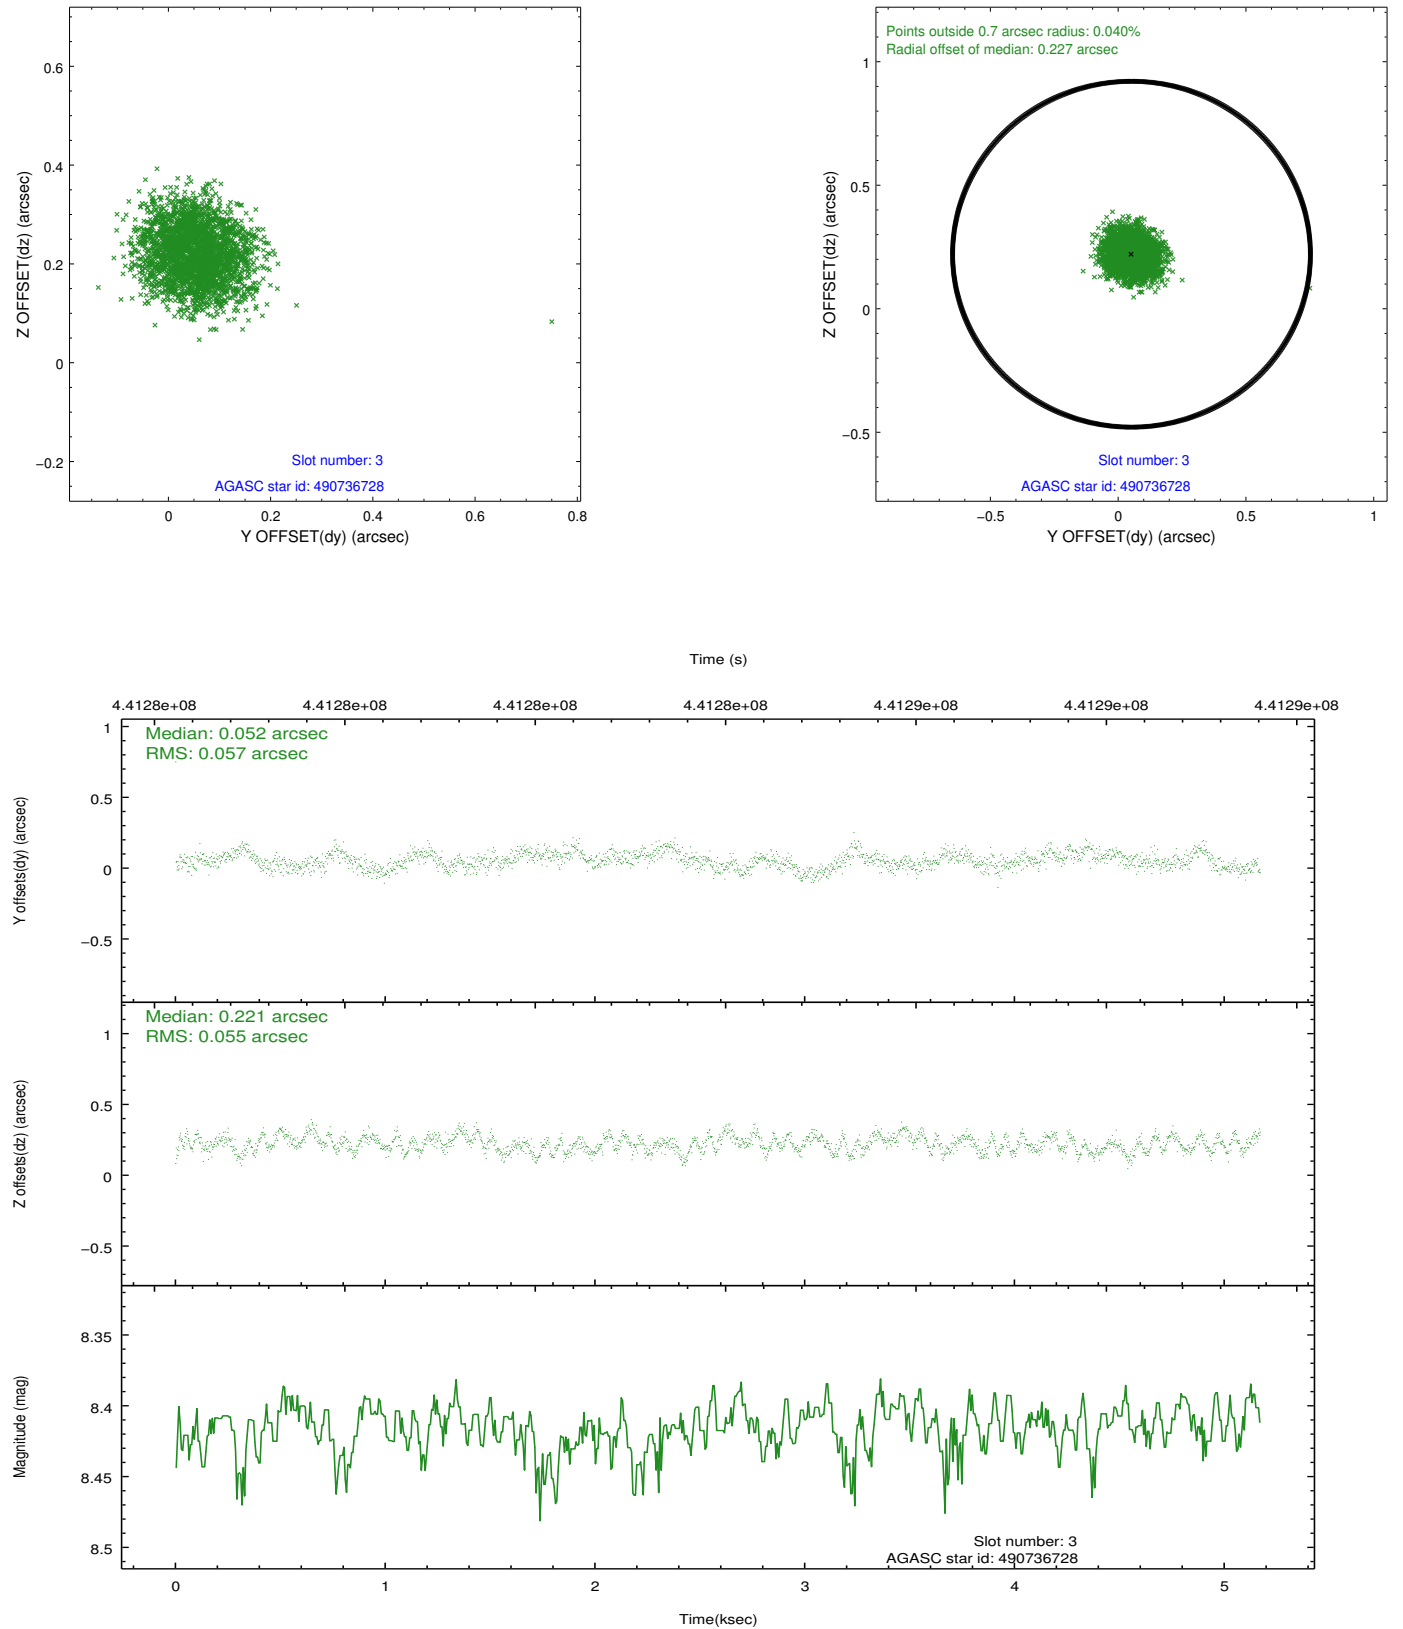 0.6
0.4
0.2
0
−0.2
Z OFFSET(dz) (arcsec)
Slot number: 3
AGASC star id: 490736728
0 0.2 0.4 0.6 0.8
Y OFFSET(dy) (arcsec)
Points outside 0.7 arcsec radius: 0.040%
Radial offset of median: 0.227 arcsec
1
0.5
0
−0.5
Z OFFSET(dz) (arcsec)
Slot number: 3
AGASC star id: 490736728
−0.5 0 0.5 1
Y OFFSET(dy) (arcsec)
Time (s)
4.4128e+08 4.4128e+08 4.4128e+08 4.4128e+08 4.4129e+08 4.4129e+08 4.4129e+08
Median: 0.052 arcsec
RMS: 0.057 arcsec
1
0.5
0
−0.5
Y offsets(dy) (arcsec)
Median: 0.221 arcsec
RMS: 0.055 arcsec
1
0.5
0
−0.5
Z offsets(dz) (arcsec)
8.35
8.4
8.45
8.5
Magnitude (mag)
Slot number: 3
AGASC star id: 490736728
0 1 2 3 4 5
Time(ksec)